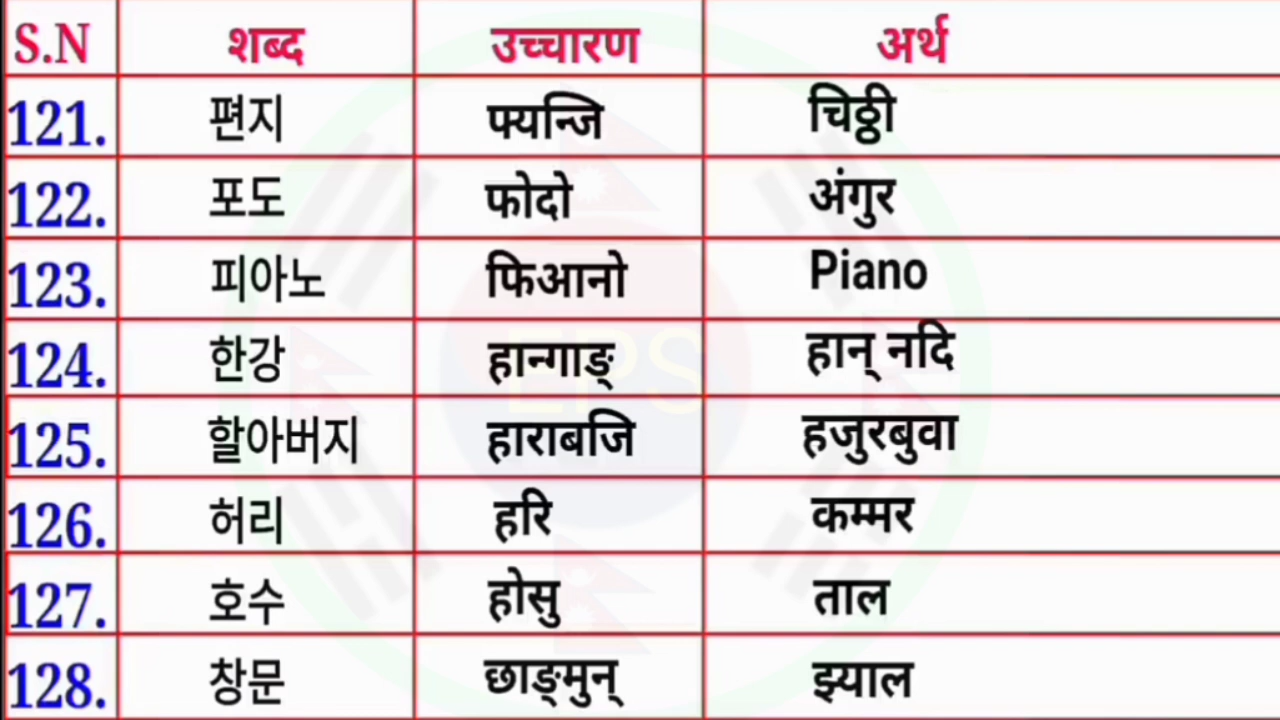 S.N शब्द उच्चारण अर्थ
121. 편지 फ्यन्जि चिठ्ठी
122. 포도 फोदो अंगुर
123. 피아노 फिआनो Piano
124. 한강 हान्गाङ् हान् नदि
125. 할아버지 हाराबजि हजुरबुवा
126. 허리 हरि कम्मर
127. 호수 होसु ताल
128. 창문 छाङ्मुन् झ्याल
EPS